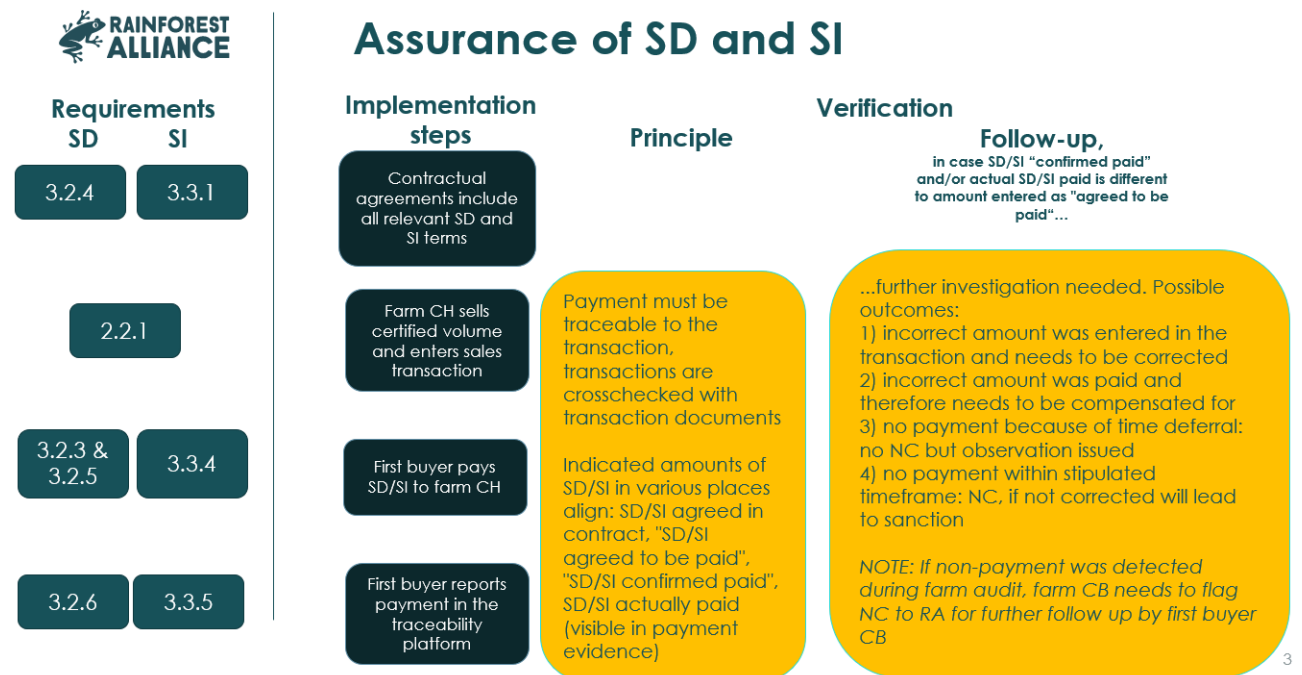 RAINFOREST
ALLIANCE
Assurance of SD and SI
Requirements
SD SI
3.2.4 3.3.1
2.2.1
3.2.3 &
3.2.5
3.3.4
3.2.6 3.3.5
Implementation
steps
Contractual
agreements include
all relevant SD and
SI terms
Farm CH sells
certified volume
and enters sales
transaction
First buyer pays
SD/SI to farm CH
First buyer reports
payment in the
traceability
platform
Verification
Principle
Payment must be
traceable to the
transaction,
transactions are
crosschecked with
transaction documents
Indicated amounts of
SD/SI in various places
align: SD/SI agreed in
contract, "SD/SI
agreed to be paid",
"SD/SI confirmed paid",
SD/SI actually paid
(visible in payment
evidence)
Follow-up,
in case SD/SI “confirmed paid”
and/or actual SD/SI paid is different
to amount entered as "agreed to be
paid“…
...further investigation needed. Possible
outcomes:
1) incorrect amount was entered in the
transaction and needs to be corrected
2) incorrect amount was paid and
therefore needs to be compensated for
3) no payment because of time deferral:
no NC but observation issued
4) no payment within stipulated
timeframe: NC, if not corrected will lead
to sanction
NOTE: If non-payment was detected
during farm audit, farm CB needs to flag
NC to RA for further follow up by first buyer
CB
3